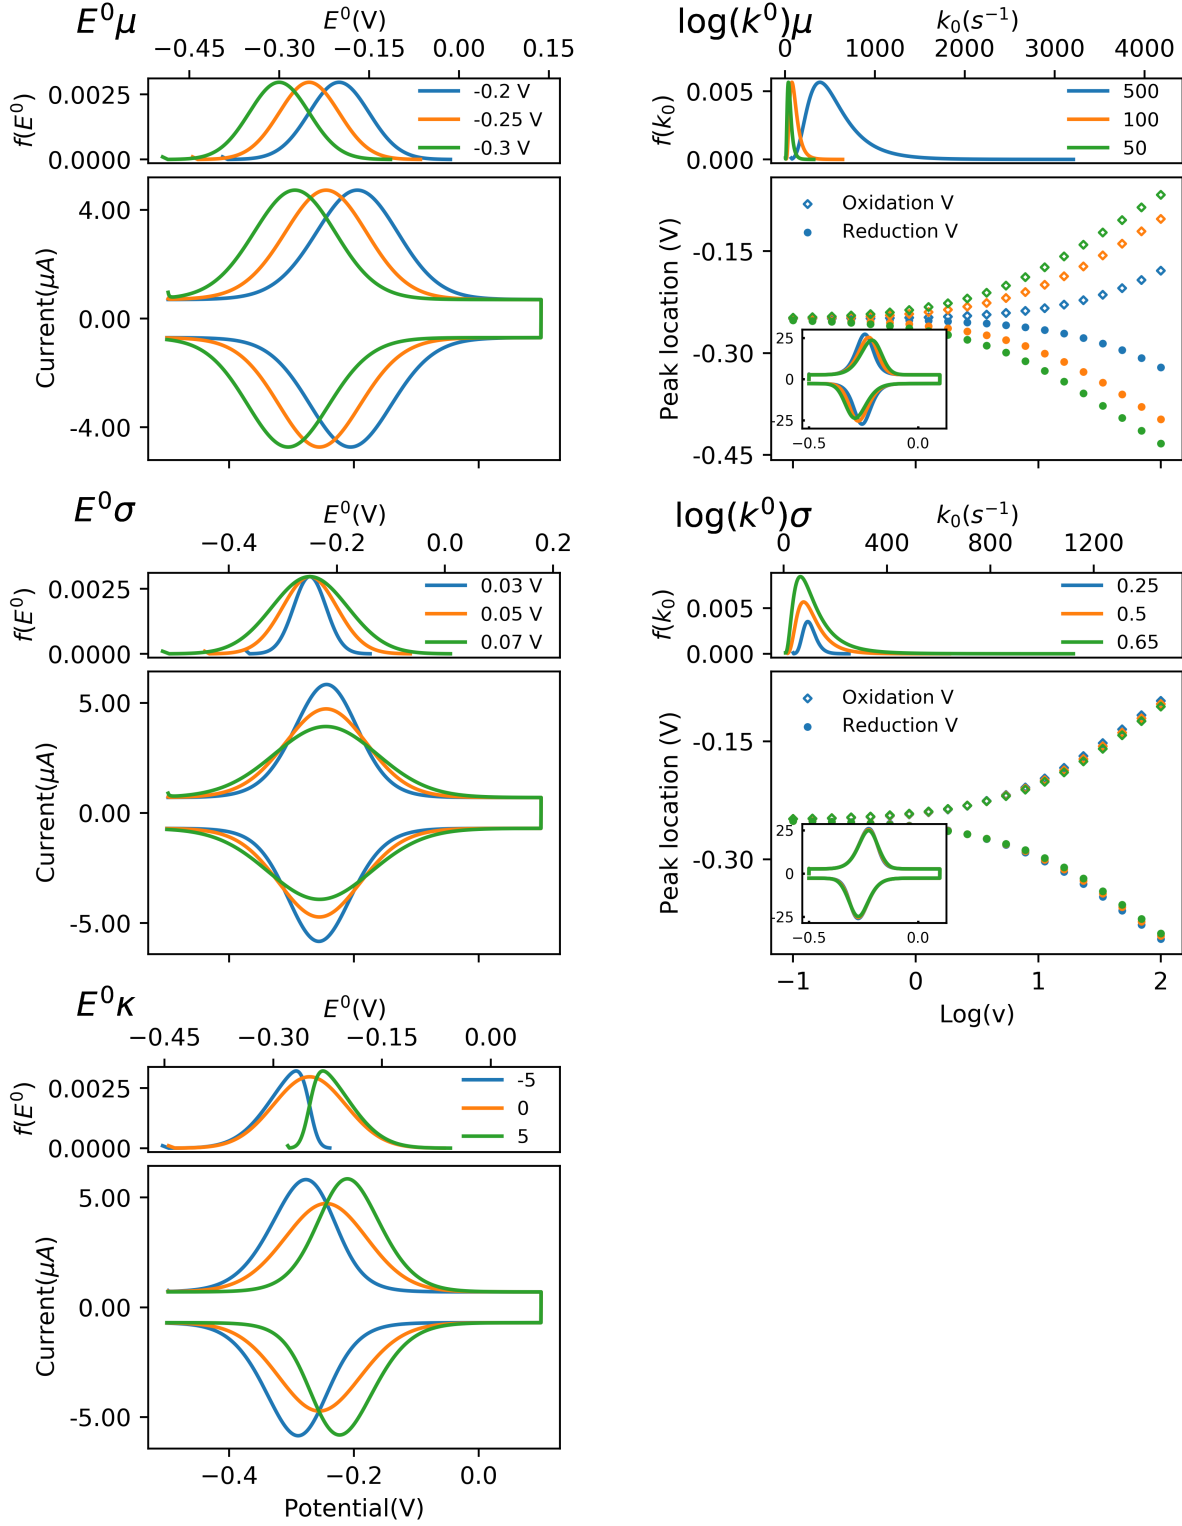 E⁰μ
E⁰(V)
−0.45 −0.30 −0.15 0.00 0.15
f(E⁰)
0.0025
0.0000
-0.2 V
-0.25 V
-0.3 V
Current(μA)
4.00
0.00
-4.00
log(k⁰)μ
k₀(s⁻¹)
0 1000 2000 3000 4000
f(k₀)
0.005
0.000
500
100
50
Peak location (V)
-0.15
-0.30
-0.45
Oxidation V
Reduction V
25
0
-25
−0.5 0.0
E⁰σ
E⁰(V)
−0.4 −0.2 0.0 0.2
f(E⁰)
0.0025
0.0000
0.03 V
0.05 V
0.07 V
Current(μA)
5.00
0.00
-5.00
log(k⁰)σ
k₀(s⁻¹)
0 400 800 1200
f(k₀)
0.005
0.000
0.25
0.5
0.65
Peak location (V)
-0.15
-0.30
Oxidation V
Reduction V
25
0
-25
−0.5 0.0
−1 0 1 2
Log(v)
E⁰κ
E⁰(V)
−0.45 −0.30 −0.15 0.00
f(E⁰)
0.0025
0.0000
-5
0
5
Current(μA)
5.00
0.00
-5.00
−0.4 −0.2 0.0
Potential(V)